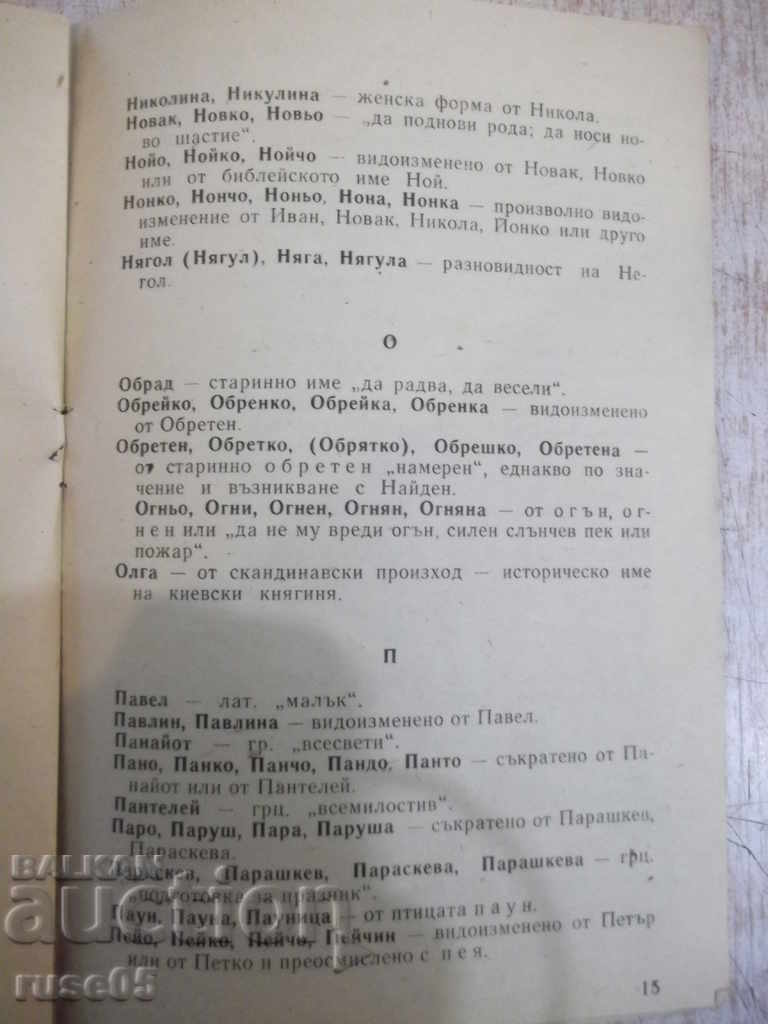 Николина, Никулина — женска форма от Никола.
Новак, Новко, Новьо — „да поднови рода; да носи но-
во щастие“.
Нойо, Нойко, Нойчо — видоизменено от Новак, Новко
или от библейското име Ной.
Нонко, Нончо, Ноньо, Нона, Нонка — произволно видо-
изменение от Иван, Новак, Никола, Йонко или друго
име.
Нягол (Нягул), Няга, Нягула — разновидност на Не-
гол.
О
Обрад — старинно име „да радва, да весели“.
Обрейко, Обренко, Обрейка, Обренка — видоизменено
от Обретен.
Обретен, Обретко, (Обрятко), Обрешко, Обретена —
от старинно обретен „намерен“, еднакво по зна-
чение и възникване с Найден.
Огньо, Огни, Огнен, Огнян, Огняна — от огън, ог-
нен или „да не му вреди огън, силен слънчев пек или
пожар“.
Олга — от скандинавски произход — историческо име
на киевски княгиня.
П
Павел — лат. „малък“.
Павлин, Павлина — видоизменено от Павел.
Панайот — гр. „всесвети“.
Пано, Панко, Панчо, Пандо, Панто — съкратено от Па-
найот или от Пантелей.
Пантелей — грц. „всемилостив“.
Паро, Паруш, Пара, Паруша — съкратено от Парашкев,
Параскева.
Параскев, Парашкев, Параскева, Парашкева — грц.
„подготовка за празник“.
Паун, Пауна, Пауница — от птицата паун.
Пейо, Пейко, Пейчо, Пейчин — видоизменено от Петър
или от Петко и преосмислено с пея.
15
BALKAN
auction
ruse05